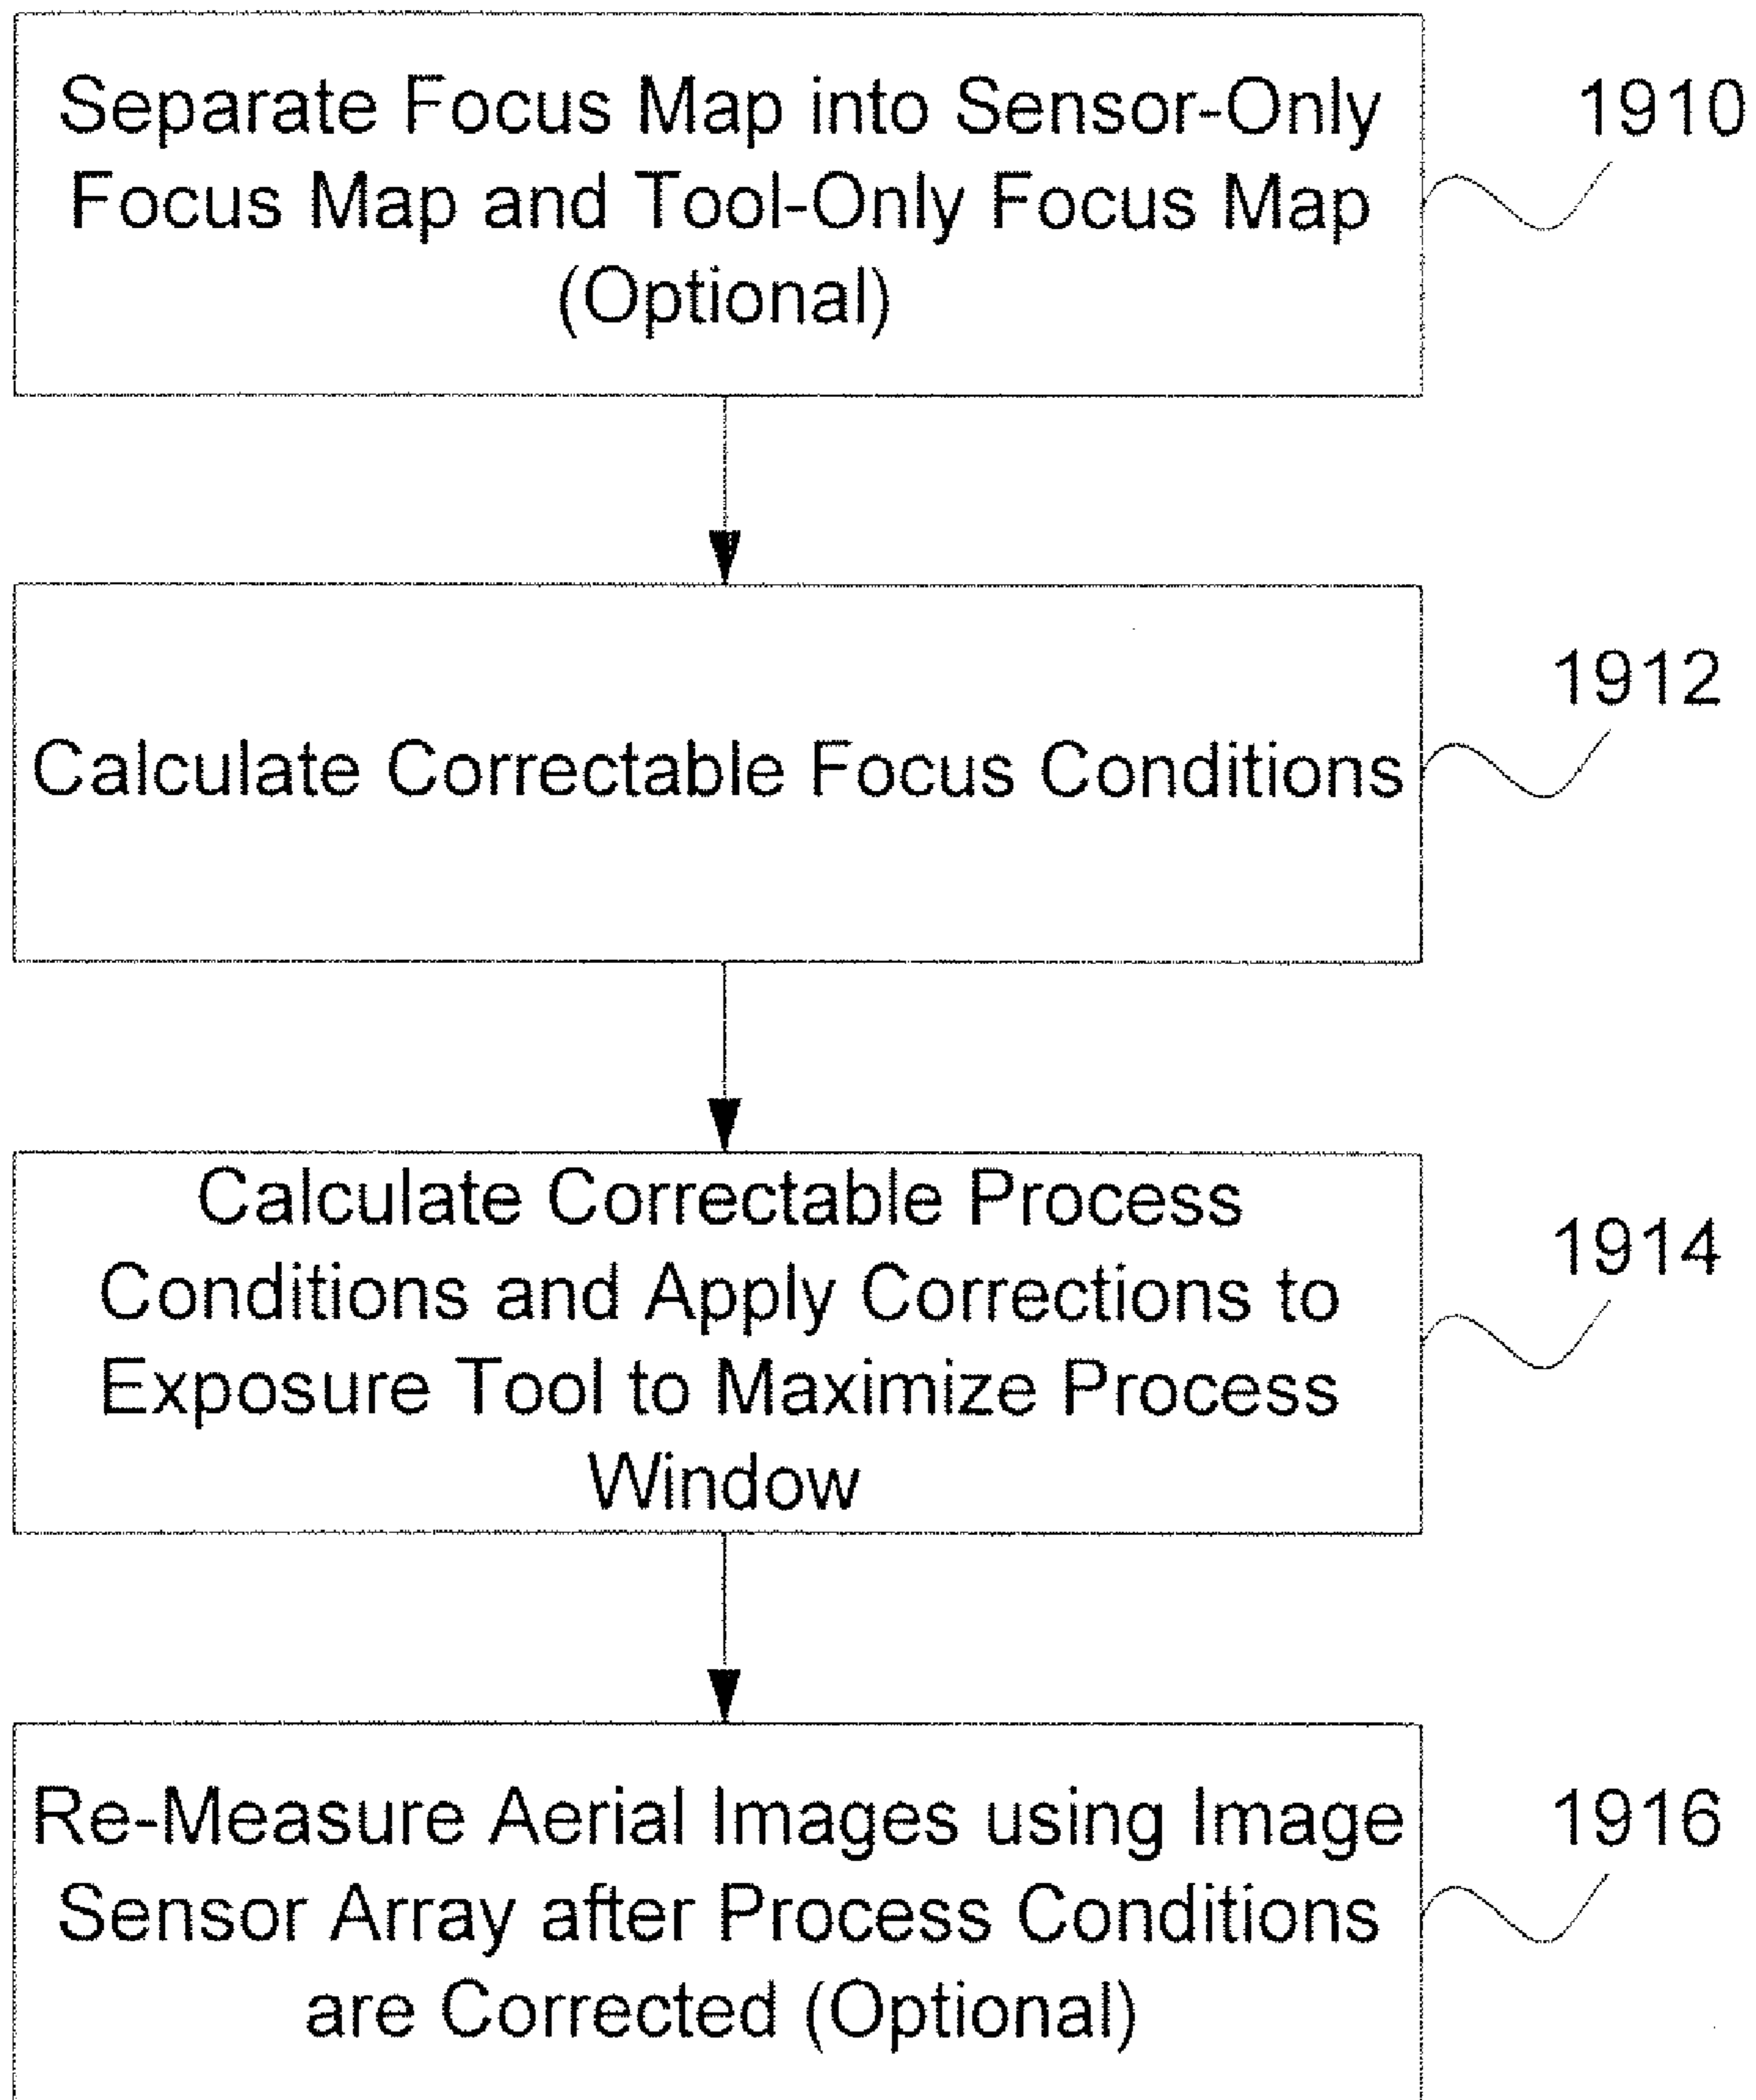 Separate Focus Map into Sensor-Only
Focus Map and Tool-Only Focus Map
(Optional)
1910
Calculate Correctable Focus Conditions
1912
Calculate Correctable Process
Conditions and Apply Corrections to
Exposure Tool to Maximize Process
Window
1914
Re-Measure Aerial Images using Image
Sensor Array after Process Conditions
are Corrected (Optional)
1916